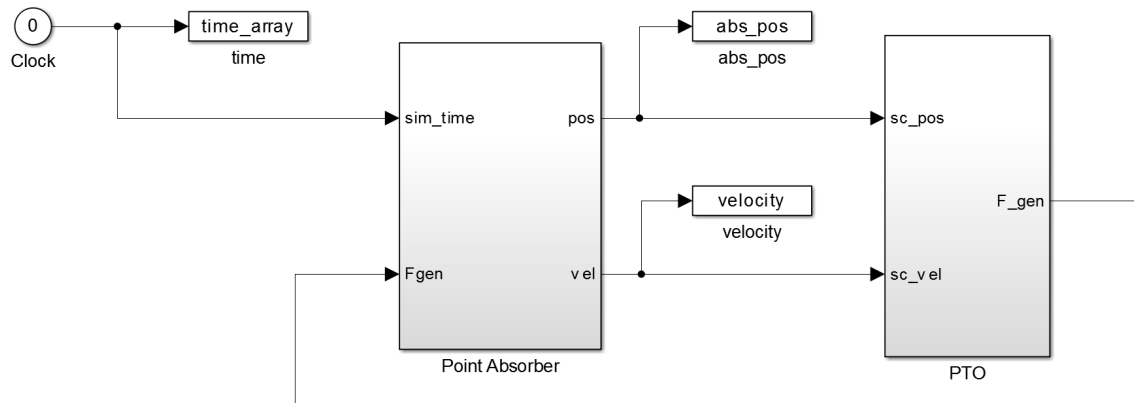 0
Clock
time_array
time
abs_pos
abs_pos
sim_time
pos
sc_pos
velocity
velocity
F_gen
Fgen
vel
sc_vel
Point Absorber
PTO